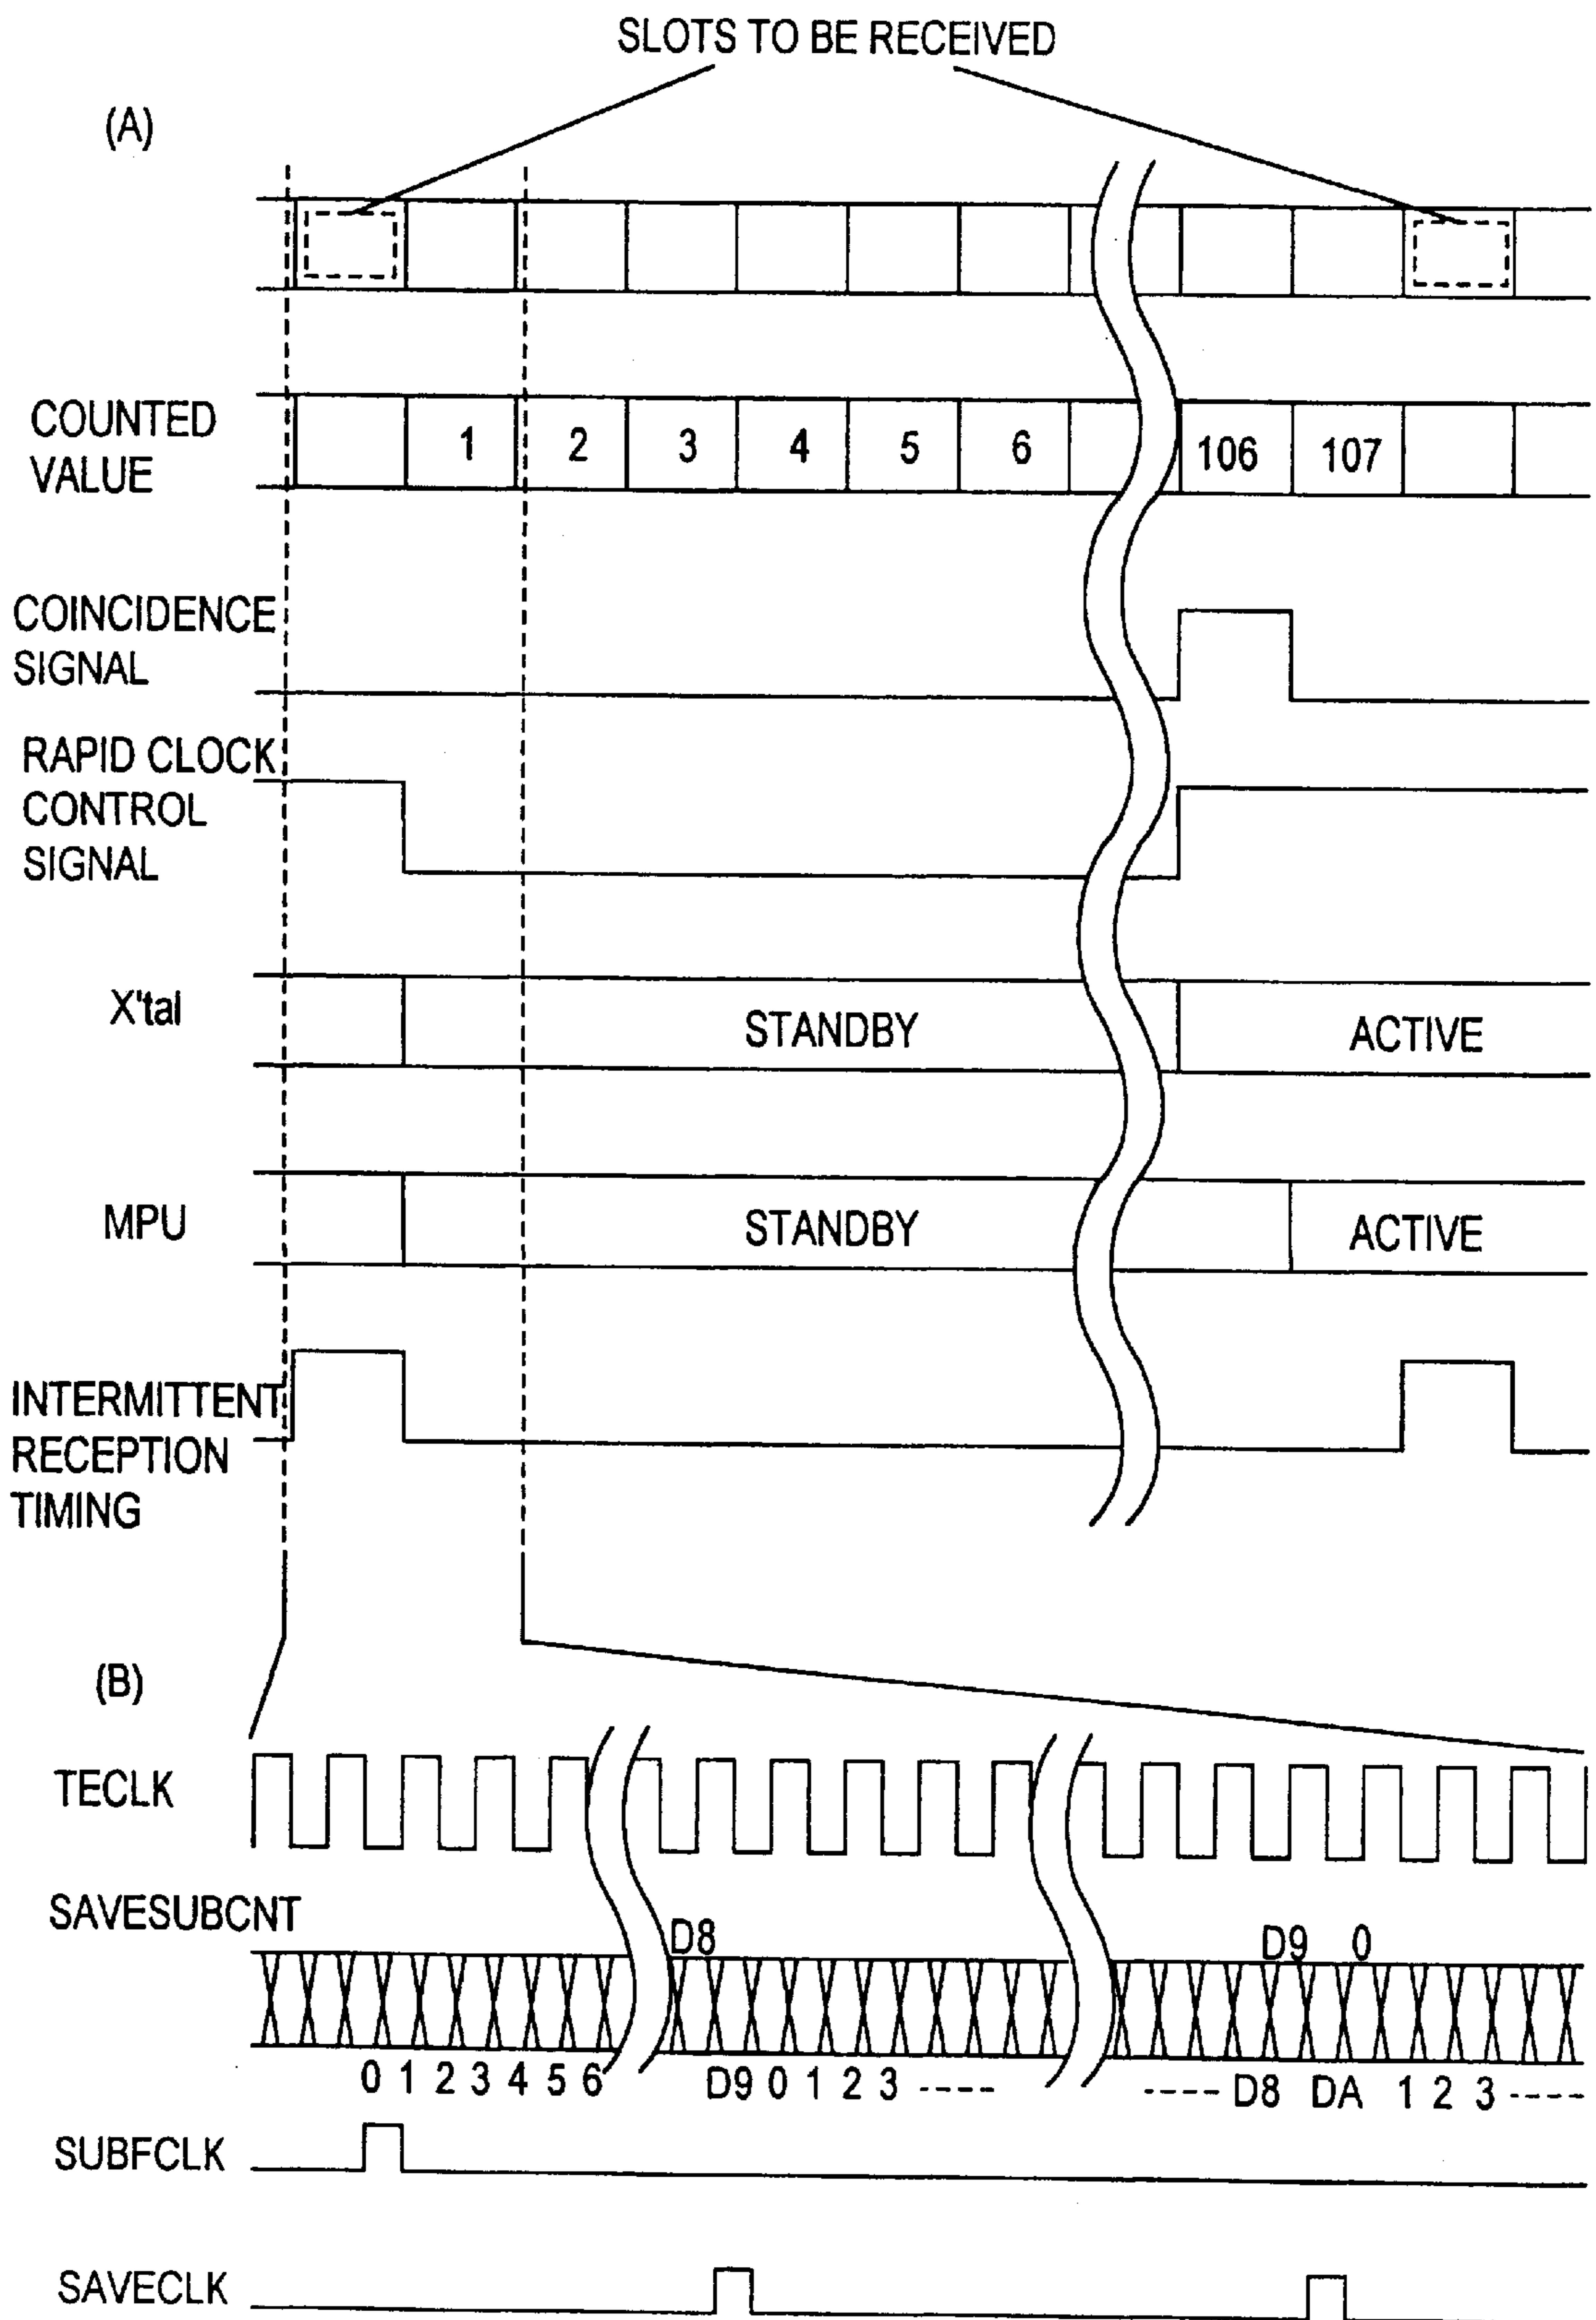 SLOTS TO BE RECEIVED
(A)
COUNTED
VALUE
1 2 3 4 5 6 106 107
COINCIDENCE
SIGNAL
RAPID CLOCK
CONTROL
SIGNAL
X'tal
STANDBY ACTIVE
MPU
STANDBY ACTIVE
INTERMITTENT
RECEPTION
TIMING
(B)
TECLK
SAVESUBCNT
D8 D9 0
0 1 2 3 4 5 6 D9 0 1 2 3 ---- ---- D8 DA 1 2 3 ----
SUBFCLK
SAVECLK